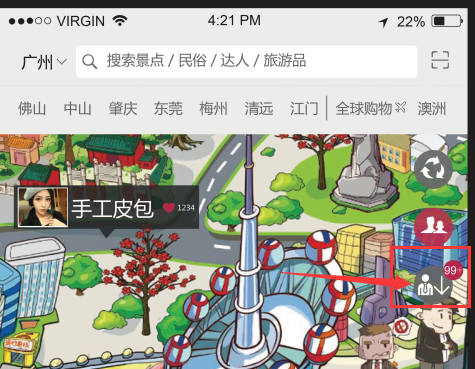 VIRGIN 4:21 PM 22%
广州 搜索景点 / 民俗 / 达人 / 旅游品
佛山 中山 肇庆 东莞 梅州 清远 江门 全球购物 澳洲
手工皮包 1234
99+